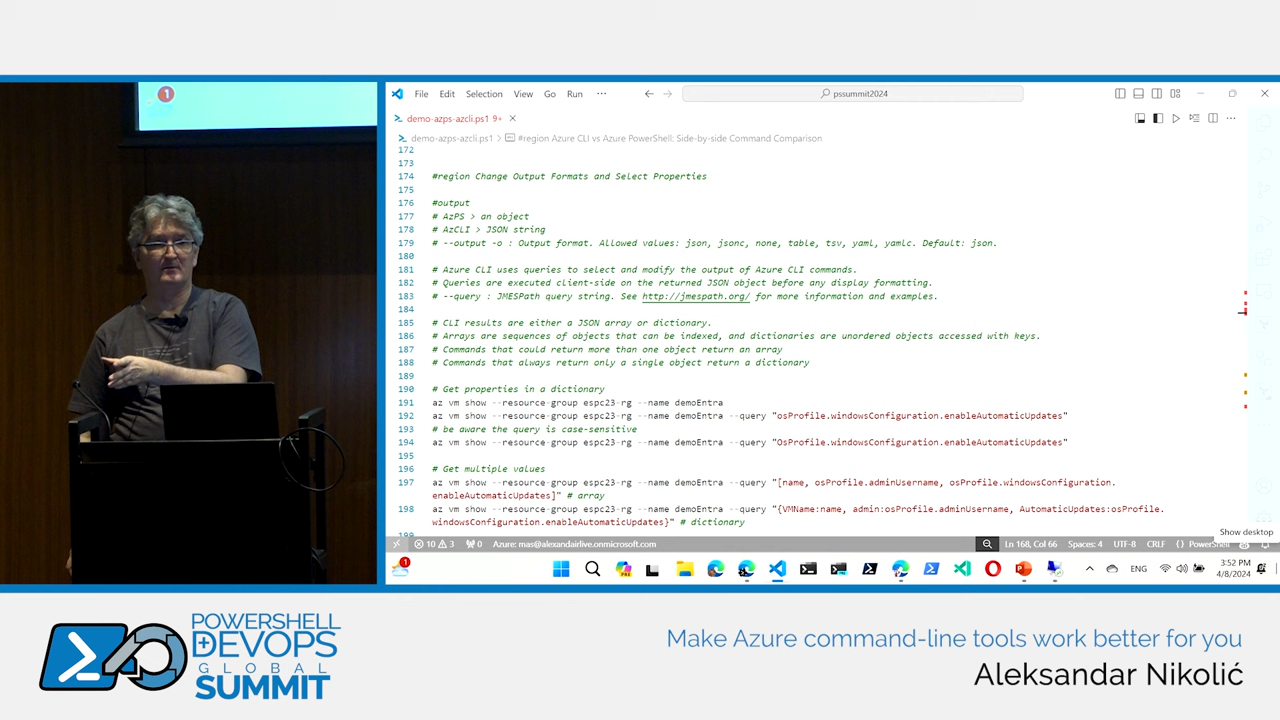 1
File Edit Selection View Go Run ...
pssummit2024
demo-azps-azcli.ps1 9+
demo-azps-azcli.ps1 > #region Azure CLI vs Azure PowerShell: Side-by-side Command Comparison
172
173
174 #region Change Output Formats and Select Properties
175
176 #output
177 # AzPS > an object
178 # AzCLI > JSON string
179 # --output -o : Output format. Allowed values: json, jsonc, none, table, tsv, yaml, yamlc. Default: json.
180
181 # Azure CLI uses queries to select and modify the output of Azure CLI commands.
182 # Queries are executed client-side on the returned JSON object before any display formatting.
183 # --query : JMESPath query string. See http://jmespath.org/ for more information and examples.
184
185 # CLI results are either a JSON array or dictionary.
186 # Arrays are sequences of objects that can be indexed, and dictionaries are unordered objects accessed with keys.
187 # Commands that could return more than one object return an array
188 # Commands that always return only a single object return a dictionary
189
190 # Get properties in a dictionary
191 az vm show --resource-group espc23-rg --name demoEntra
192 az vm show --resource-group espc23-rg --name demoEntra --query "osProfile.windowsConfiguration.enableAutomaticUpdates"
193 # be aware the query is case-sensitive
194 az vm show --resource-group espc23-rg --name demoEntra --query "OsProfile.windowsConfiguration.enableAutomaticUpdates"
195
196 # Get multiple values
197 az vm show --resource-group espc23-rg --name demoEntra --query "[name, osProfile.adminUsername, osProfile.windowsConfiguration.
enableAutomaticUpdates]" # array
198 az vm show --resource-group espc23-rg --name demoEntra --query "{VMName:name, admin:osProfile.adminUsername, AutomaticUpdates:osProfile.
windowsConfiguration.enableAutomaticUpdates}" # dictionary
199
Show desktop
10 3 0 Azure: mas@alexandairlive.onmicrosoft.com Ln 168, Col 66 Spaces: 4 UTF-8 CRLF {} PowerShell
1 PRE ENG 3:52 PM
4/8/2024
POWERSHELL
+DEVOPS
GLOBAL
SUMMIT
Make Azure command-line tools work better for you
Aleksandar Nikolić